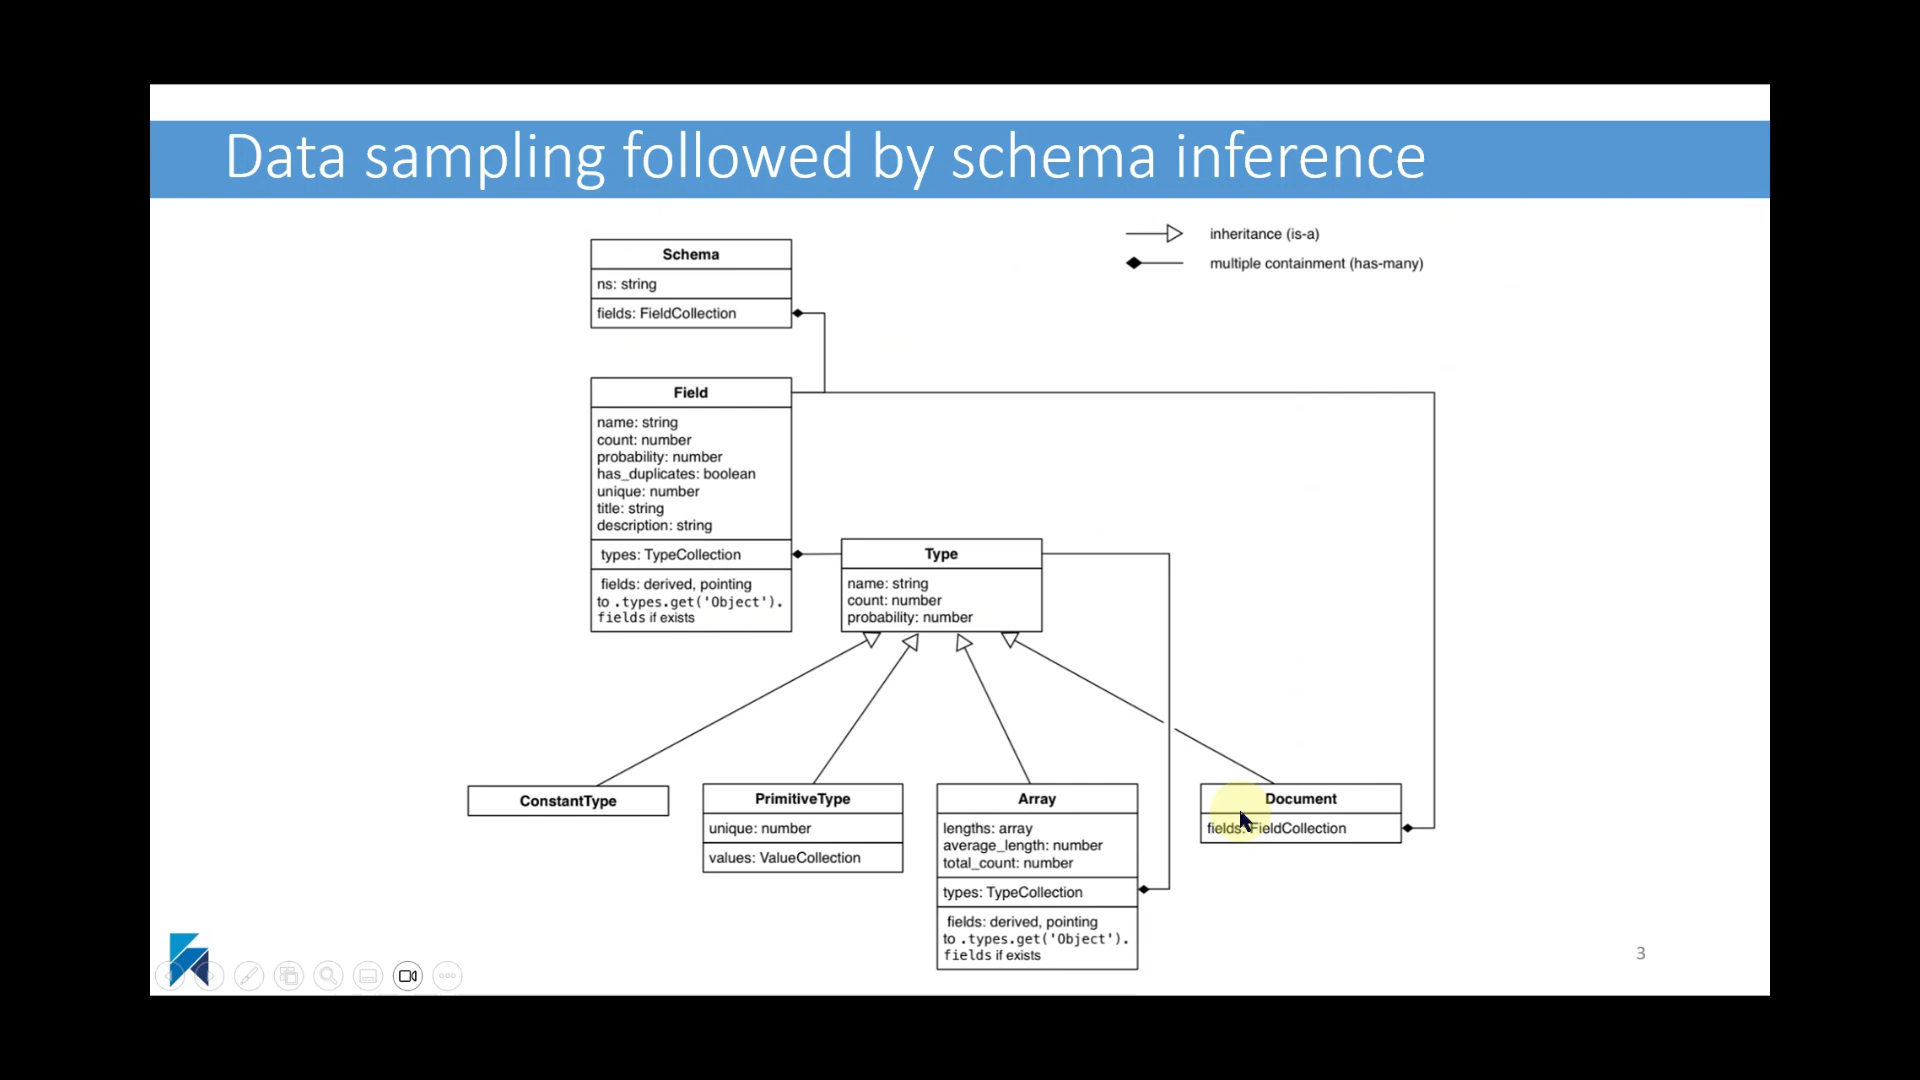 Data sampling followed by schema inference
inheritance (is-a)
multiple containment (has-many)
Schema
ns: string
fields: FieldCollection
Field
name: string
count: number
probability: number
has_duplicates: boolean
unique: number
title: string
description: string
types: TypeCollection
fields: derived, pointing
to .types.get('Object').
fields if exists
Type
name: string
count: number
probability: number
ConstantType
PrimitiveType
unique: number
values: ValueCollection
Array
lengths: array
average_length: number
total_count: number
types: TypeCollection
fields: derived, pointing
to .types.get('Object').
fields if exists
Document
fields: FieldCollection
3